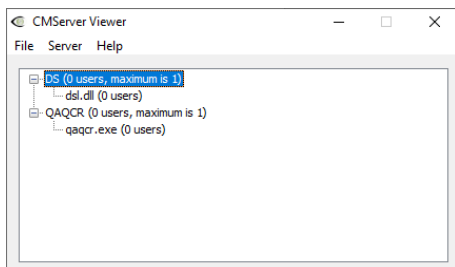 CMServer Viewer
File Server Help
DS (0 users, maximum is 1)
dsl.dll (0 users)
QAQCR (0 users, maximum is 1)
qaqcr.exe (0 users)